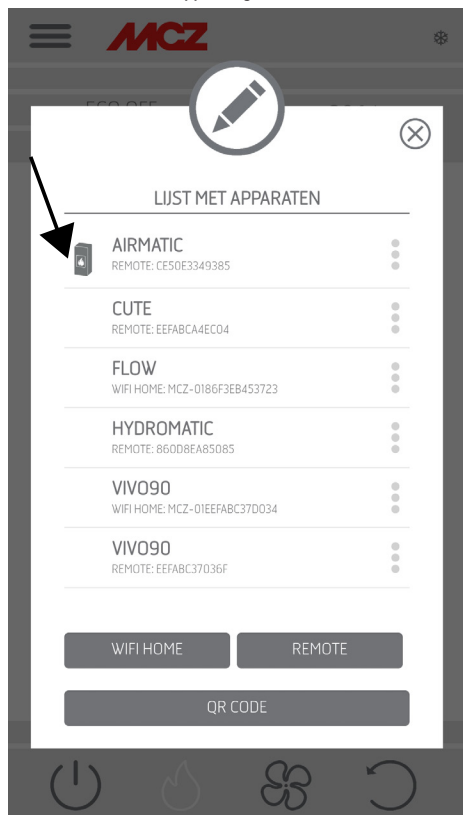 MCZ
LIJST MET APPARATEN
AIRMATIC
REMOTE: CE50E3349385
CUTE
REMOTE: EEFABCA4EC04
FLOW
WIFI HOME: MCZ-0186F3EB453723
HYDROMATIC
REMOTE: 860D8EA85085
VIVO90
WIFI HOME: MCZ-01EEFABC37D034
VIVO90
REMOTE: EEFABC37036F
WIFI HOME
REMOTE
QR CODE